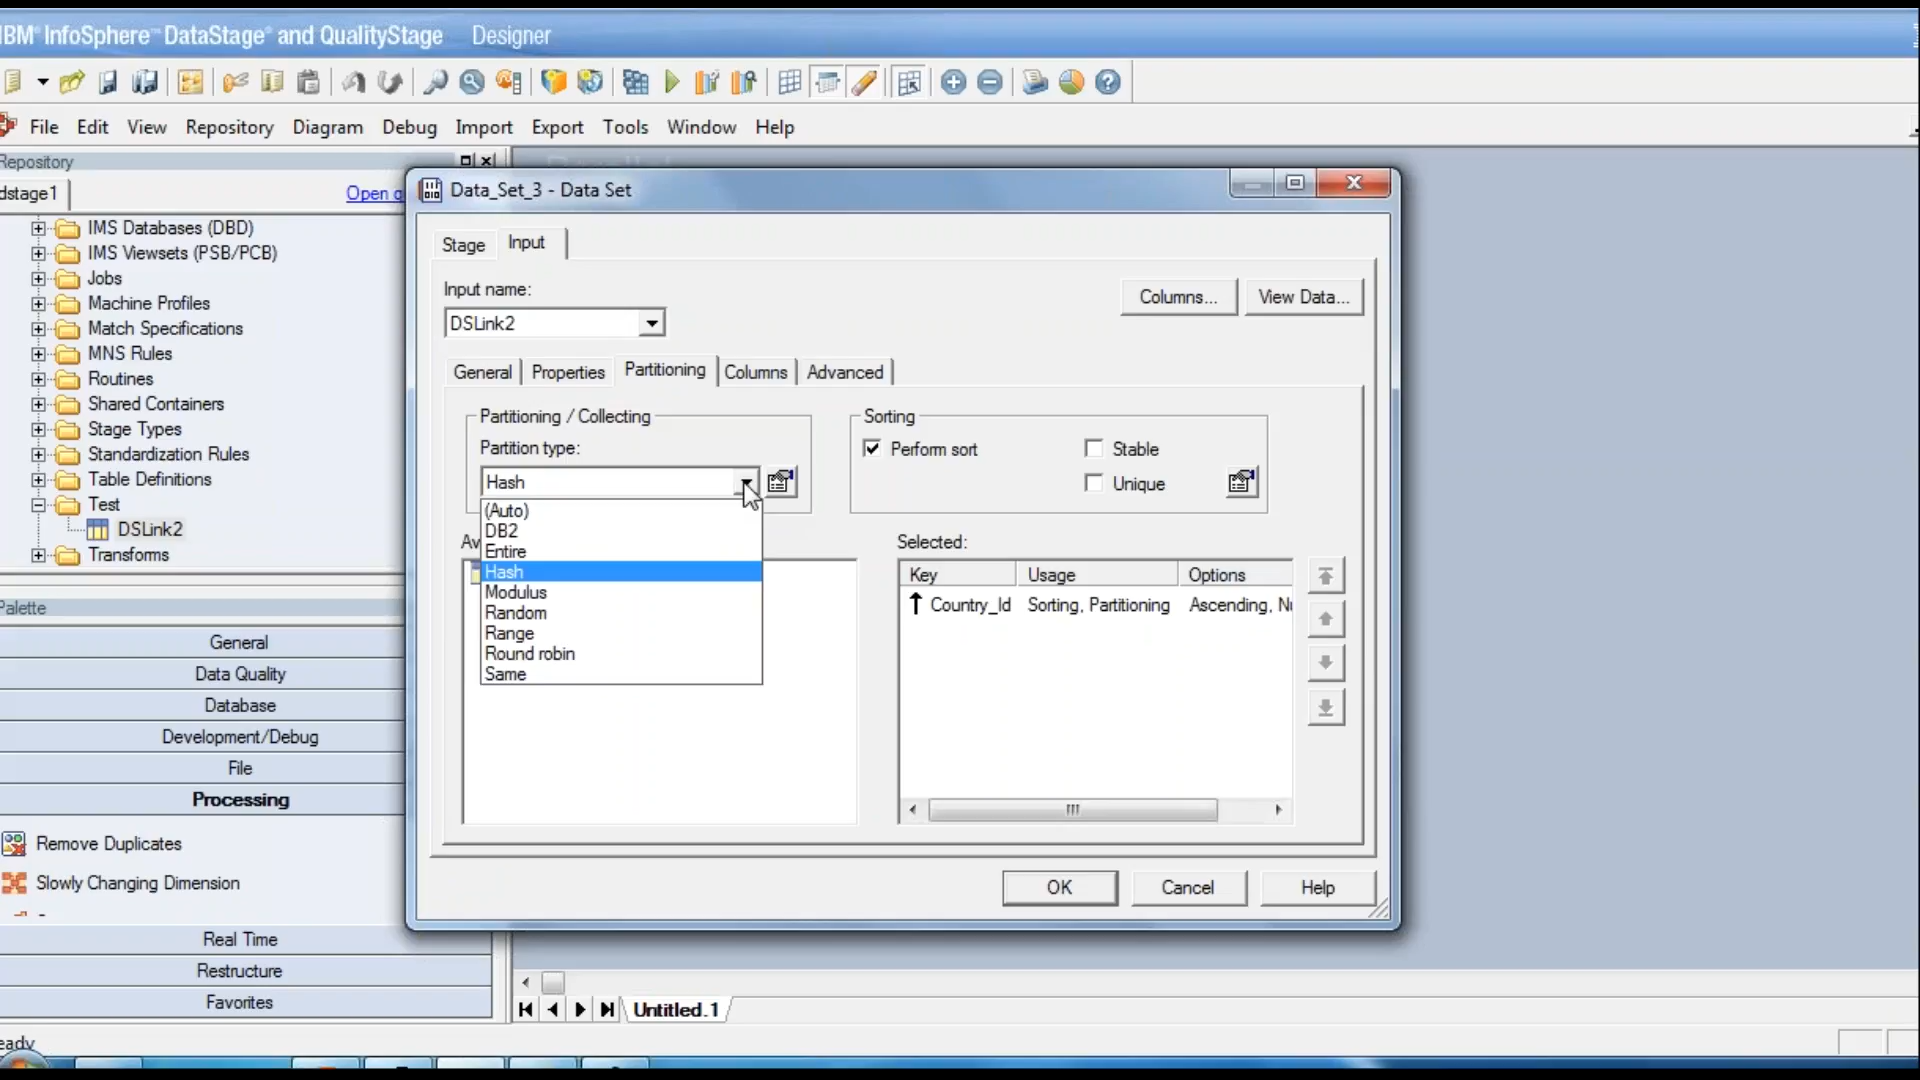 IBM InfoSphere DataStage and QualityStage Designer
File Edit View Repository Diagram Debug Import Export Tools Window Help
Repository
dstage1
Open
IMS Databases (DBD)
IMS Viewsets (PSB/PCB)
Jobs
Machine Profiles
Match Specifications
MNS Rules
Routines
Shared Containers
Stage Types
Standardization Rules
Table Definitions
Test
DSLink2
Transforms
Palette
General
Data Quality
Database
Development/Debug
File
Processing
Remove Duplicates
Slowly Changing Dimension
Real Time
Restructure
Favorites
Data_Set_3 - Data Set
Stage Input
Input name:
DSLink2
Columns... View Data...
General Properties Partitioning Columns Advanced
Partitioning / Collecting
Partition type:
Hash
(Auto)
DB2
Entire
Hash
Modulus
Random
Range
Round robin
Same
Sorting
Perform sort
Stable
Unique
Selected:
Key Usage Options
Country_Id Sorting, Partitioning Ascending,
OK Cancel Help
Untitled.1